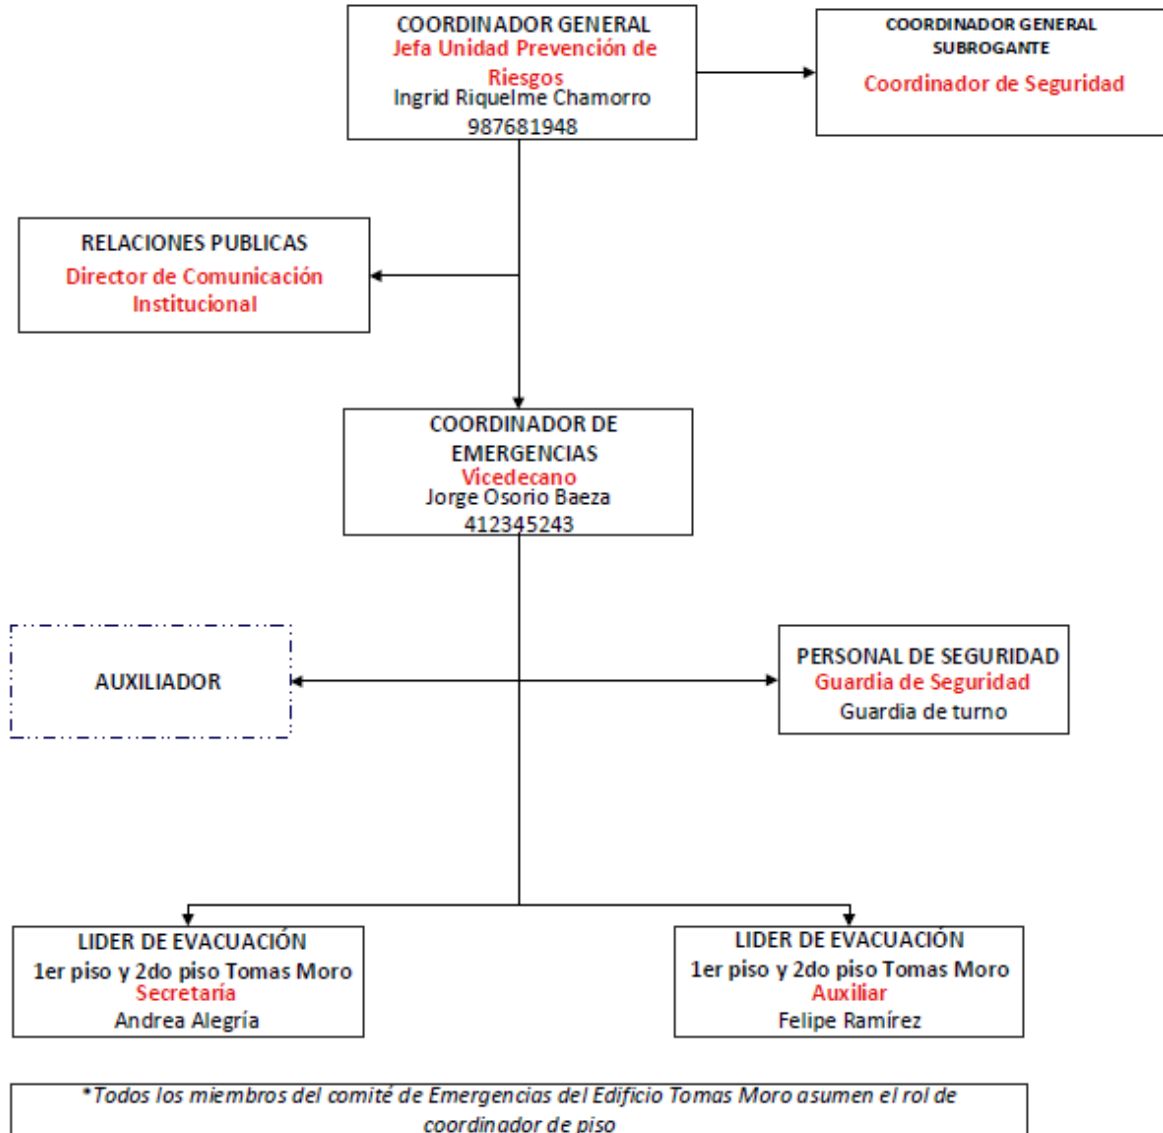 COORDINADOR GENERAL
Jefa Unidad Prevención de
Riesgos
Ingrid Riquelme Chamorro
987681948
COORDINADOR GENERAL
SUBROGANTE
Coordinador de Seguridad
RELACIONES PUBLICAS
Director de Comunicación
Institucional
COORDINADOR DE
EMERGENCIAS
Vicedecano
Jorge Osorio Baeza
412345243
AUXILIADOR
PERSONAL DE SEGURIDAD
Guardia de Seguridad
Guardia de turno
LIDER DE EVACUACIÓN
1er piso y 2do piso Tomas Moro
Secretaría
Andrea Alegría
LIDER DE EVACUACIÓN
1er piso y 2do piso Tomas Moro
Auxiliar
Felipe Ramírez
*Todos los miembros del comité de Emergencias del Edificio Tomas Moro asumen el rol de
coordinador de piso